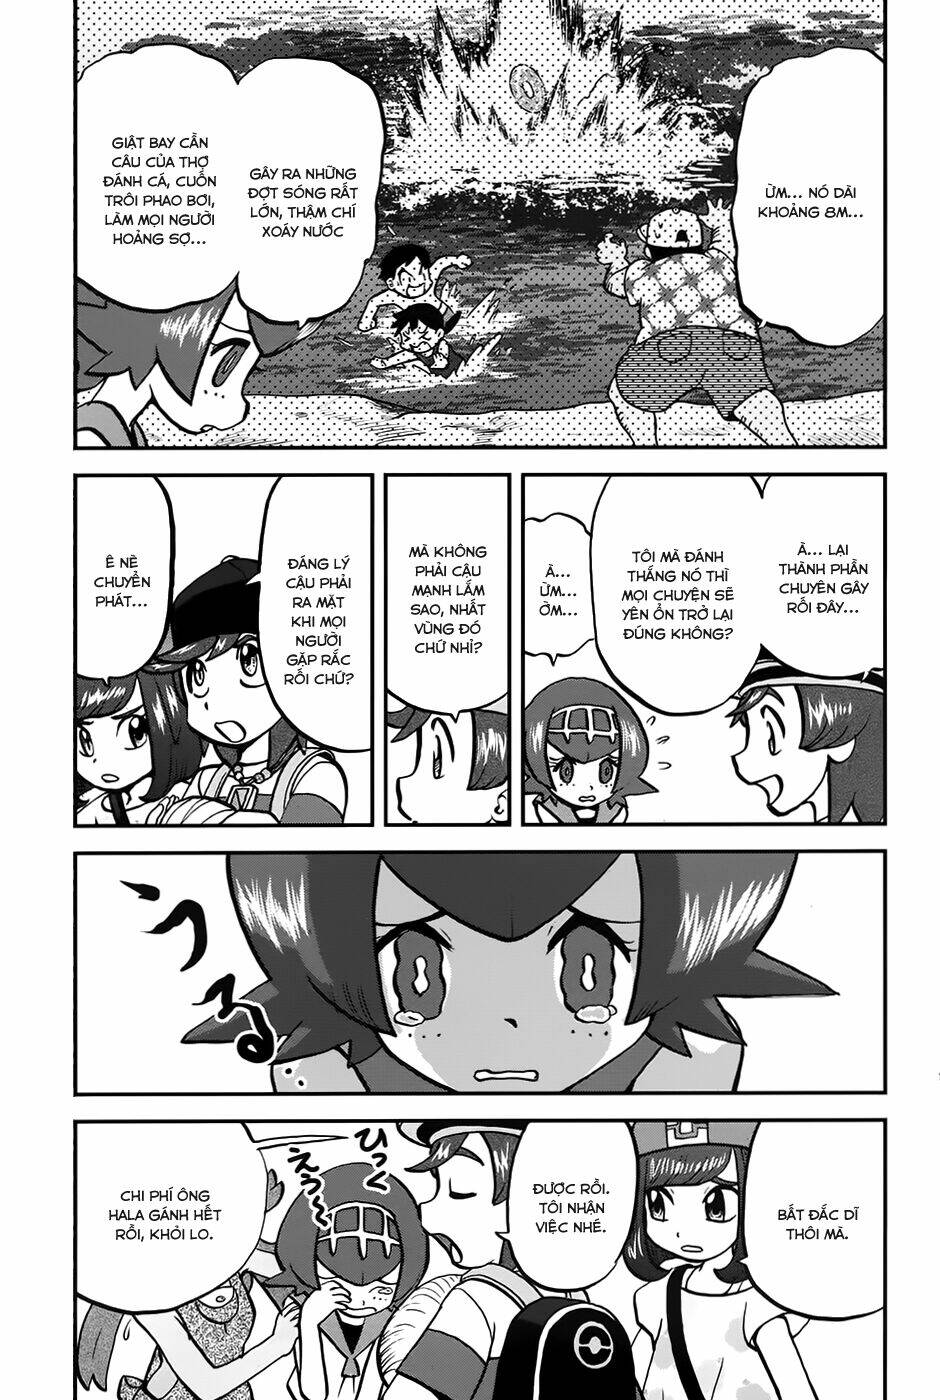 ỪM... NÓ DÀI
KHOẢNG 8M...
GÂY RA NHỮNG
ĐỢT SÓNG RẤT
LỚN, THẬM CHÍ
XOÁY NƯỚC
GIẬT BAY CẦN
CÂU CỦA THỢ
ĐÁNH CÁ, CUỐN
TRÔI PHAO BƠI,
LÀM MỌI NGƯỜI
HOẢNG SỢ...
À... LẠI
THÀNH PHẦN
CHUYÊN GÂY
RỐI ĐÂY...
TÔI MÀ ĐÁNH
THẮNG NÓ THÌ
MỌI CHUYỆN SẼ
YÊN ỔN TRỞ LẠI
ĐÚNG KHÔNG?
À...
ỪM...
ỜM...
MÀ KHÔNG
PHẢI CẬU
MẠNH LẮM
SAO, NHẤT
VÙNG ĐÓ
CHỨ NHỈ?
ĐÁNG LÝ
CẬU PHẢI
RA MẶT
KHI MỌI
NGƯỜI
GẶP RẮC
RỐI CHỨ?
Ê NÈ
CHUYỂN
PHÁT...
うるっ...
BẤT ĐẮC DĨ
THÔI MÀ.
ĐƯỢC RỒI.
TÔI NHẬN
VIỆC NHÉ.
ひっく
えぅ〜
CHI PHÍ ÔNG
HALA GÁNH HẾT
RỒI, KHỎI LO.